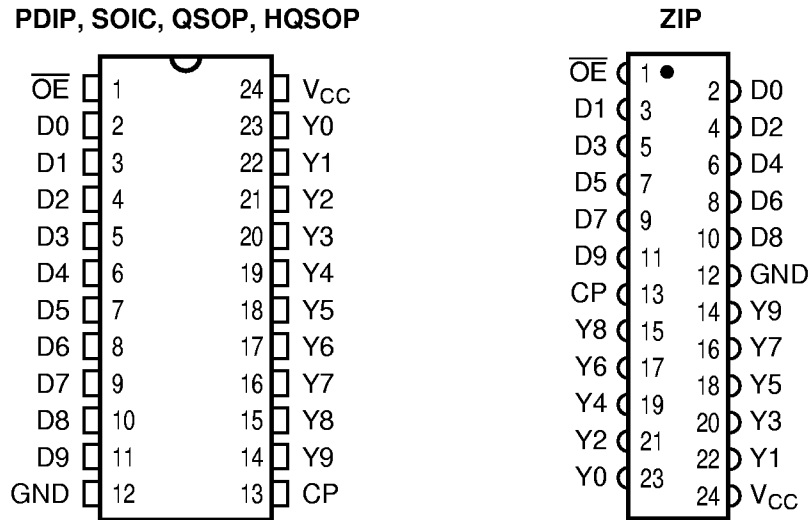 PDIP, SOIC, QSOP, HQSOP
O̅E̅ 1 24 VCC
D0 2 23 Y0
D1 3 22 Y1
D2 4 21 Y2
D3 5 20 Y3
D4 6 19 Y4
D5 7 18 Y5
D6 8 17 Y6
D7 9 16 Y7
D8 10 15 Y8
D9 11 14 Y9
GND 12 13 CP
ZIP
O̅E̅ 1
2 D0
D1 3
4 D2
D3 5
6 D4
D5 7
8 D6
D7 9
10 D8
D9 11
12 GND
CP 13
14 Y9
Y8 15
16 Y7
Y6 17
18 Y5
Y4 19
20 Y3
Y2 21
22 Y1
Y0 23
24 VCC